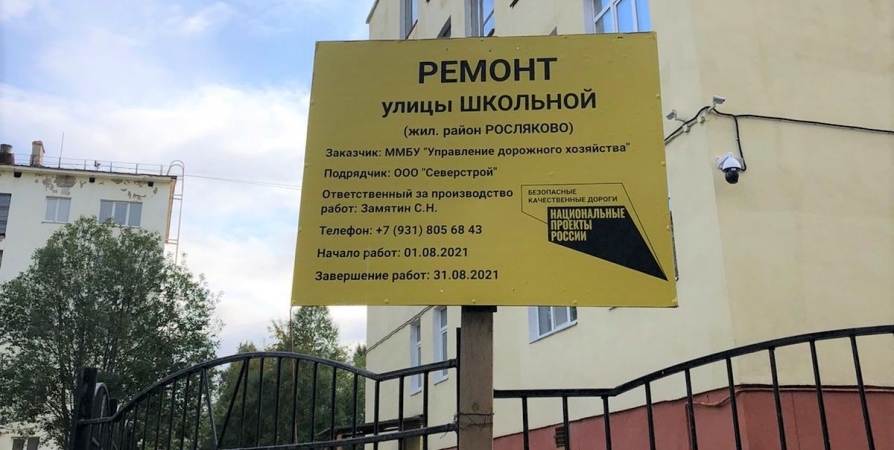 РЕМОНТ
улицы ШКОЛЬНОЙ
(жил. район РОСЛЯКОВО)
Заказчик: ММБУ "Управление дорожного хозяйства"
Подрядчик: ООО "Северстрой"
Ответственный за производство
работ: Замятин С.Н.
Телефон: +7 (931) 805 68 43
Начало работ: 01.08.2021
Завершение работ: 31.08.2021
БЕЗОПАСНЫЕ
КАЧЕСТВЕННЫЕ ДОРОГИ
НАЦИОНАЛЬНЫЕ
ПРОЕКТЫ
РОССИИ